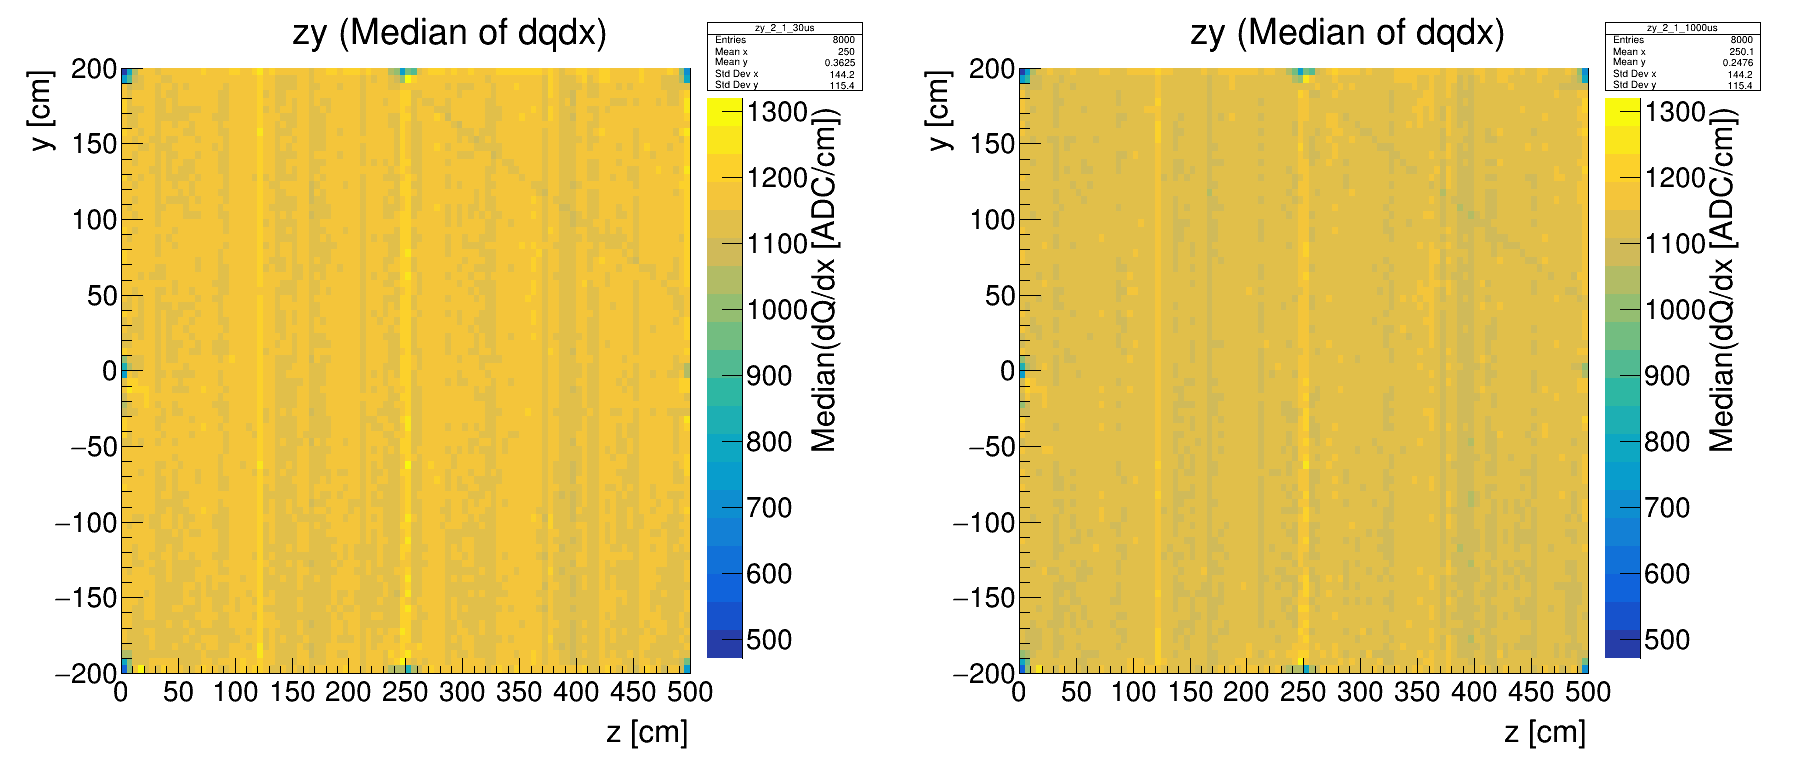 zy (Median of dqdx)
zy_2_1_30us
Entries 8000
Mean x 250
Mean y 0.3625
Std Dev x 144.2
Std Dev y 115.4
y [cm]
200
150
100
50
0
−50
−100
−150
−200
0 50 100 150 200 250 300 350 400 450 500
z [cm]
1300
1200
1100
1000
900
800
700
600
500
Median(dQ/dx [ADC/cm])
zy (Median of dqdx)
zy_2_1_1000us
Entries 8000
Mean x 250.1
Mean y 0.2476
Std Dev x 144.2
Std Dev y 115.4
y [cm]
200
150
100
50
0
−50
−100
−150
−200
0 50 100 150 200 250 300 350 400 450 500
z [cm]
1300
1200
1100
1000
900
800
700
600
500
Median(dQ/dx [ADC/cm])